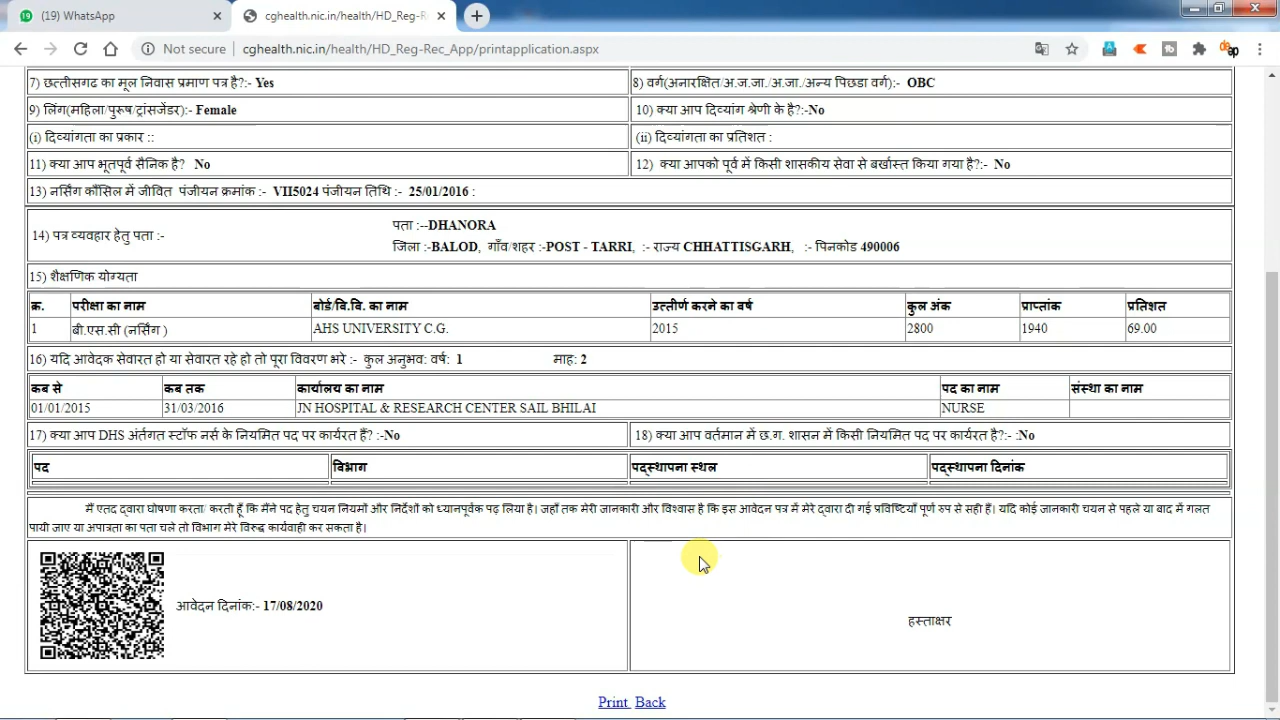 (19) WhatsApp
cghealth.nic.in/health/HD_Reg-R
Not secure
cghealth.nic.in/health/HD_Reg-Rec_App/printapplication.aspx
7) छत्तीसगढ का मूल निवास प्रमाण पत्र है?:- Yes
8) वर्ग(अनारक्षित/अ.ज.जा./अ.जा./अन्य पिछडा वर्ग):- OBC
9) लिंग(महिला/पुरूष/ट्रांसजेंडर):- Female
10) क्या आप दिव्यांग श्रेणी के है?:-No
(i) दिव्यांगता का प्रकार ::
(ii) दिव्यांगता का प्रतिशत :
11) क्या आप भूतपूर्व सैनिक है? No
12) क्या आपको पूर्व में किसी शासकीय सेवा से बर्खास्त किया गया है?:- No
13) नर्सिंग कौंसिल में जीवित पंजीयन क्रमांक :- VII5024 पंजीयन तिथि :- 25/01/2016 :
14) पत्र व्यवहार हेतु पता :-
पता :--DHANORA
जिला :-BALOD, गाँव/शहर :-POST - TARRI, :- राज्य CHHATTISGARH, :- पिनकोड 490006
15) शैक्षणिक योग्यता
क्र. परीक्षा का नाम बोर्ड/वि.वि. का नाम उत्तीर्ण करने का वर्ष कुल अंक प्राप्तांक प्रतिशत
1 बी.एस.सी (नर्सिंग ) AHS UNIVERSITY C.G. 2015 2800 1940 69.00
16) यदि आवेदक सेवारत हो या सेवारत रहे हो तो पूरा विवरण भरे :- कुल अनुभव: वर्ष: 1 माह: 2
कब से कब तक कार्यालय का नाम पद का नाम संस्था का नाम
01/01/2015 31/03/2016 JN HOSPITAL & RESEARCH CENTER SAIL BHILAI NURSE
17) क्या आप DHS अंर्तगत स्टॉफ नर्स के नियमित पद पर कार्यरत हैं? :-No
18) क्या आप वर्तमान में छ.ग. शासन में किसी नियमित पद पर कार्यरत है?:- :No
पद विभाग पद्स्थापना स्थल पद्स्थापना दिनांक
मैं एतद द्वारा घोषणा करता/ करती हूँ कि मैंने पद हेतु चयन नियमों और निर्देशों को ध्यानपूर्वक पढ़ लिया है। जहाँ तक मेरी जानकारी और विश्वास है कि इस आवेदन पत्र में मेरे द्वारा दी गई प्रविष्टियाँ पूर्ण रुप से सही हैं। यदि कोई जानकारी चयन से पहले या बाद में गलत
पायी जाए या अपात्रता का पता चले तो विभाग मेरे विरुद्ध कार्यवाही कर सकता है।
आवेदन दिनांक:- 17/08/2020
हस्ताक्षर
Print Back